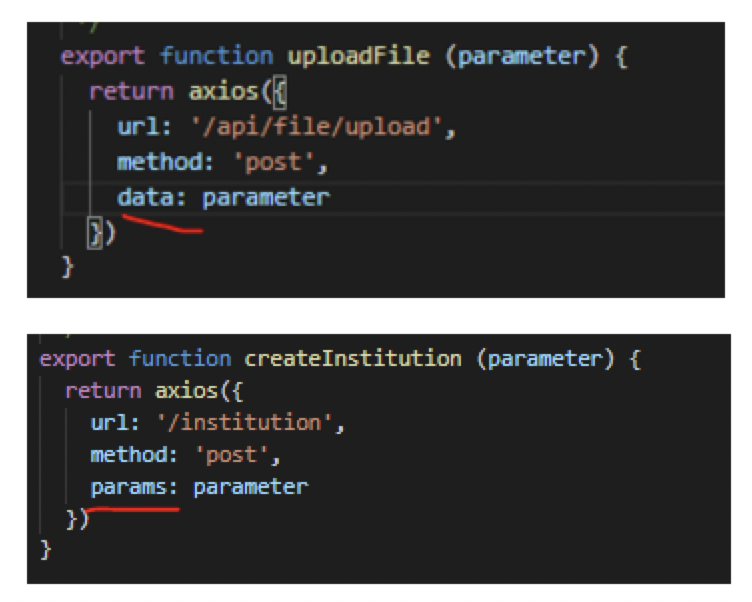 */
export function uploadFile (parameter) {
return axios({
url: '/api/file/upload',
method: 'post',
data: parameter
})
}
export function createInstitution (parameter) {
return axios({
url: '/institution',
method: 'post',
params: parameter
})
}